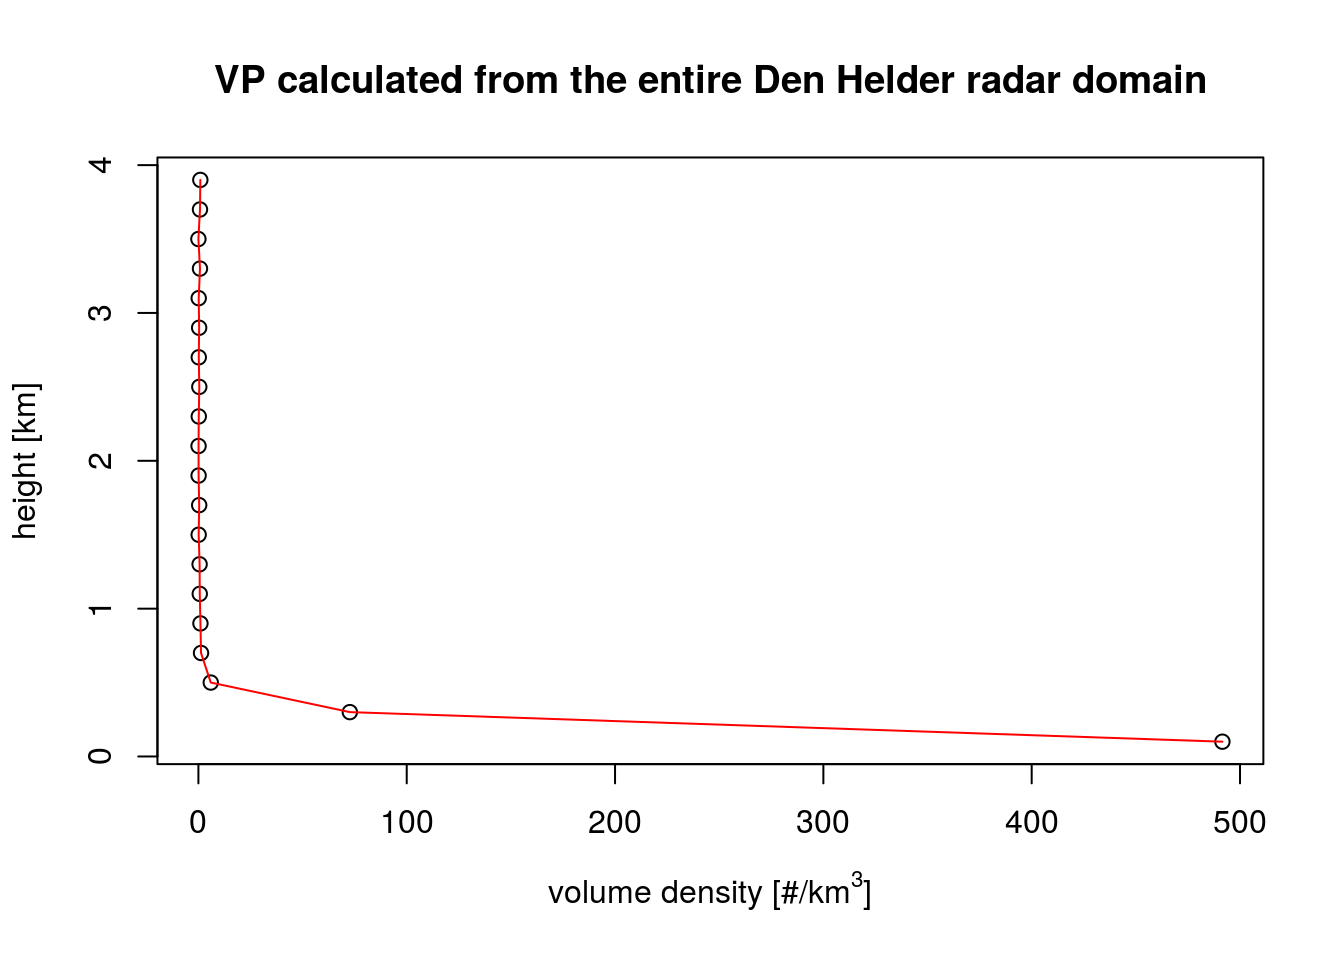 VP calculated from the entire Den Helder radar domain
height [km]
4
3
2
1
0
0 100 200 300 400 500
volume density [#/km³]